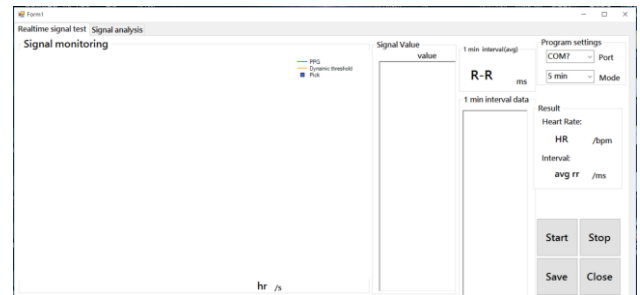 Form1
Realtime signal test Signal analysis
Signal monitoring
PPG
Dynamic threshold
Pick
hr /s
Signal Value
value
1 min interval(avg)
R-R ms
1 min interval data
Program settings
COM? Port
5 min Mode
Result
Heart Rate:
HR /bpm
Interval:
avg rr /ms
Start Stop
Save Close